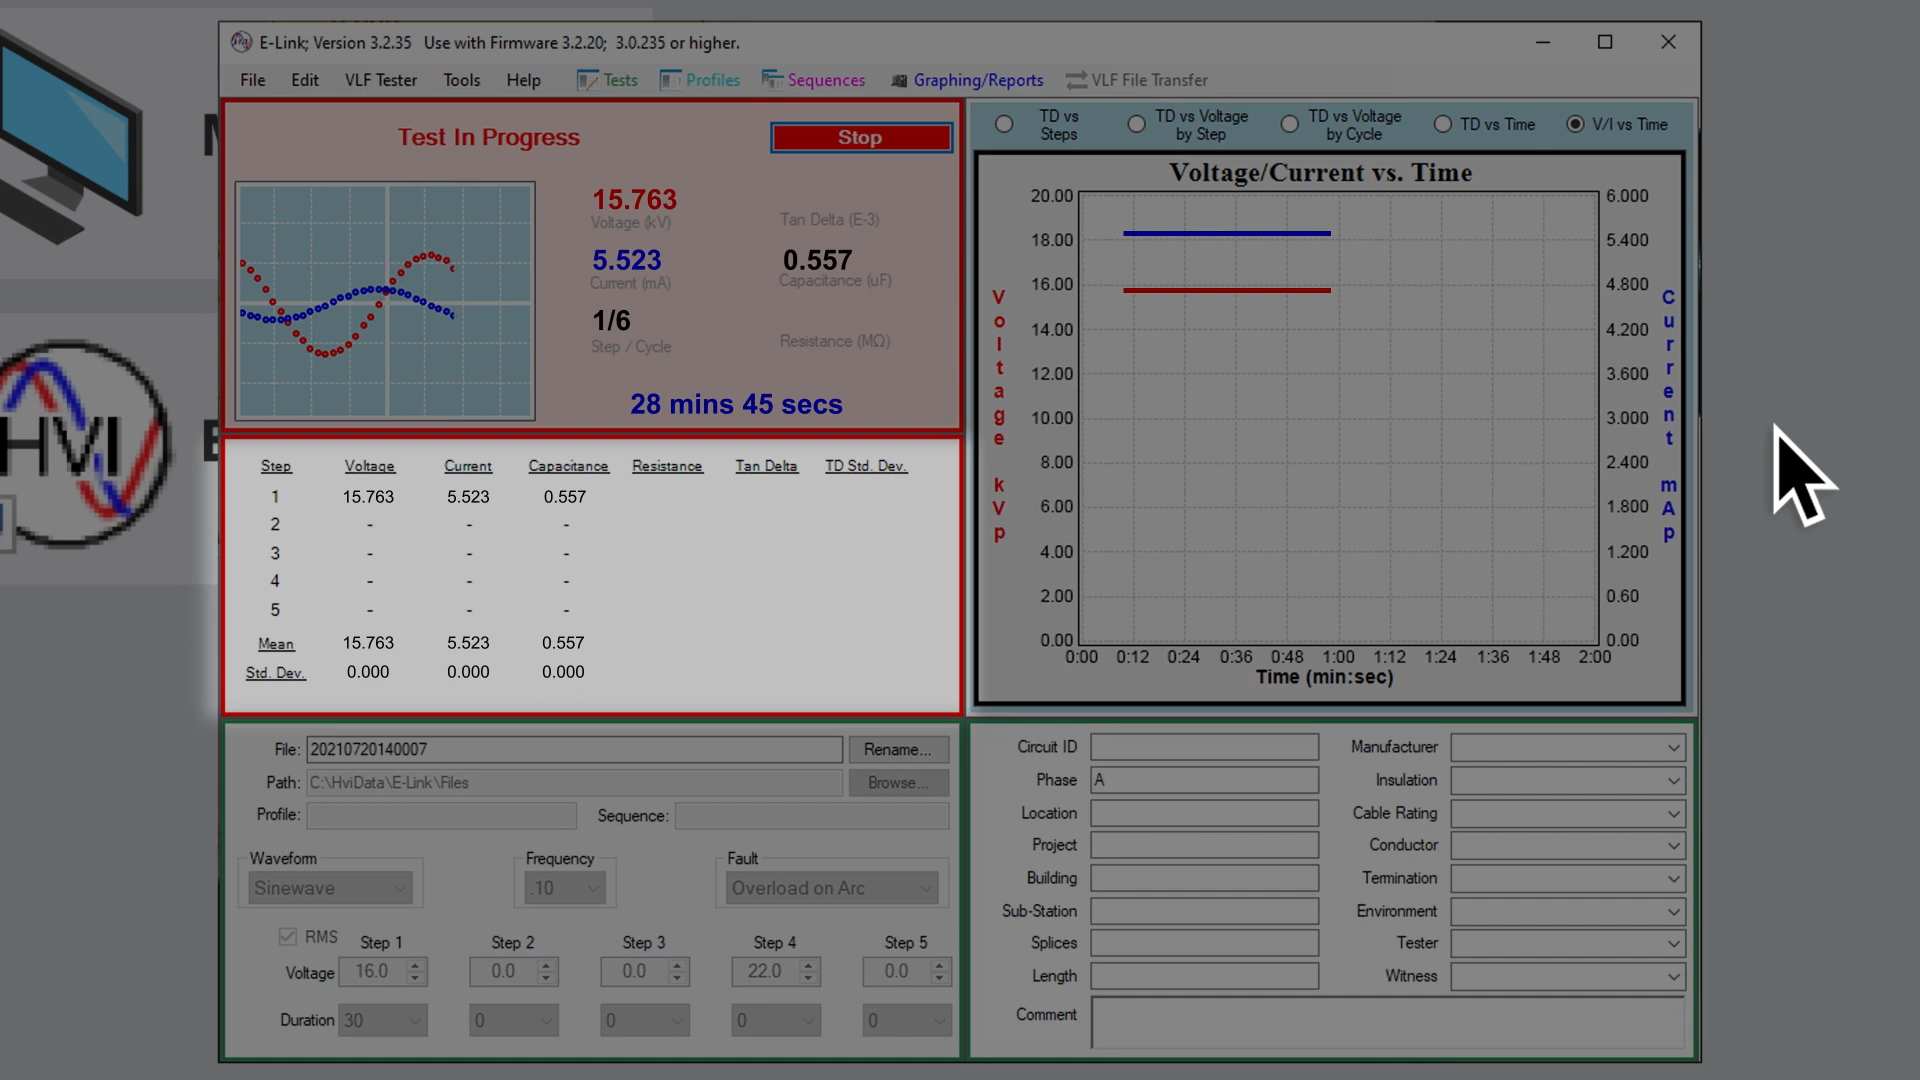 E-Link; Version 3.2.35 Use with Firmware 3.2.20; 3.0.235 or higher.
File Edit VLF Tester Tools Help Tests Profiles Sequences Graphing/Reports VLF File Transfer
Test In Progress
Stop
15.763
Voltage (kV)
Tan Delta (E-3)
5.523
Current (mA)
0.557
Capacitance (uF)
1/6
Step / Cycle
Resistance (MΩ)
28 mins 45 secs
TD vs Steps
TD vs Voltage by Step
TD vs Voltage by Cycle
TD vs Time
V/I vs Time
Voltage/Current vs. Time
20.00 6.000
18.00 5.400
16.00 4.800
14.00 4.200
12.00 3.600
10.00 3.000
8.00 2.400
6.00 1.800
4.00 1.200
2.00 0.60
0.00 0.00
Voltage kVp
Current mAp
0:00 0:12 0:24 0:36 0:48 1:00 1:12 1:24 1:36 1:48 2:00
Time (min:sec)
Step Voltage Current Capacitance Resistance Tan Delta TD Std. Dev.
1 15.763 5.523 0.557
2 - - -
3 - - -
4 - - -
5 - - -
Mean 15.763 5.523 0.557
Std. Dev. 0.000 0.000 0.000
File: 20210720140007 Rename...
Path: C:\HviData\E-Link\Files Browse...
Profile: Sequence:
Waveform Frequency Fault
Sinewave .10 Overload on Arc
RMS Step 1 Step 2 Step 3 Step 4 Step 5
Voltage 16.0 0.0 0.0 22.0 0.0
Duration 30 0 0 0 0
Circuit ID Manufacturer
Phase A Insulation
Location Cable Rating
Project Conductor
Building Termination
Sub-Station Environment
Splices Tester
Length Witness
Comment
HVI